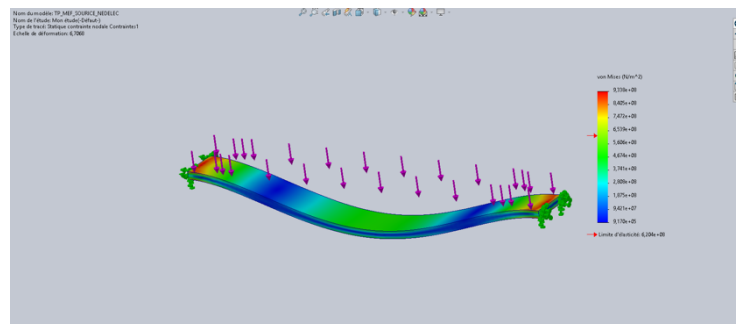 Nom du modèle: TP_MEF_SOURICE_NEDELEC
Nom de l'étude: Mon étude(-Défaut-)
Type de tracé: Statique contrainte nodale Contraintes1
Echelle de déformation: 6,7060
von Mises (N/m^2)
9,338e+08
8,405e+08
7,472e+08
6,539e+08
5,606e+08
4,674e+08
3,741e+08
2,808e+08
1,875e+08
9,421e+07
9,170e+05
Limite d'élasticité: 6,204e+08